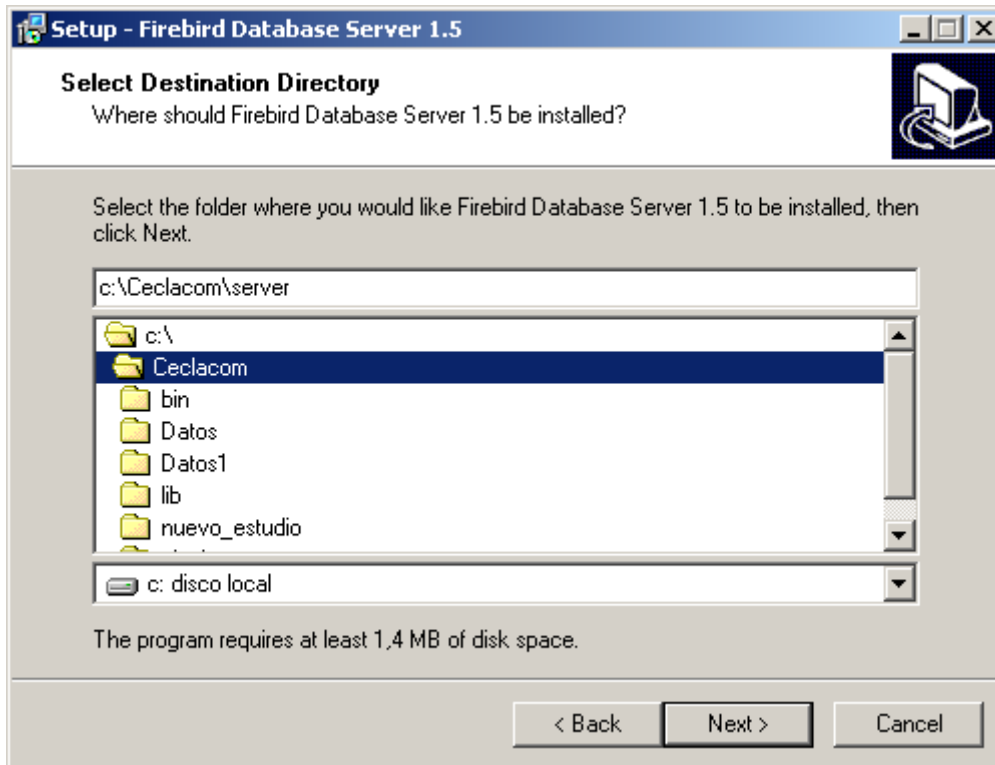 Setup - Firebird Database Server 1.5
Select Destination Directory
Where should Firebird Database Server 1.5 be installed?
Select the folder where you would like Firebird Database Server 1.5 to be installed, then
click Next.
c:\Ceclacom\server
c:\
Ceclacom
bin
Datos
Datos1
lib
nuevo_estudio
c: disco local
The program requires at least 1,4 MB of disk space.
< Back
Next >
Cancel